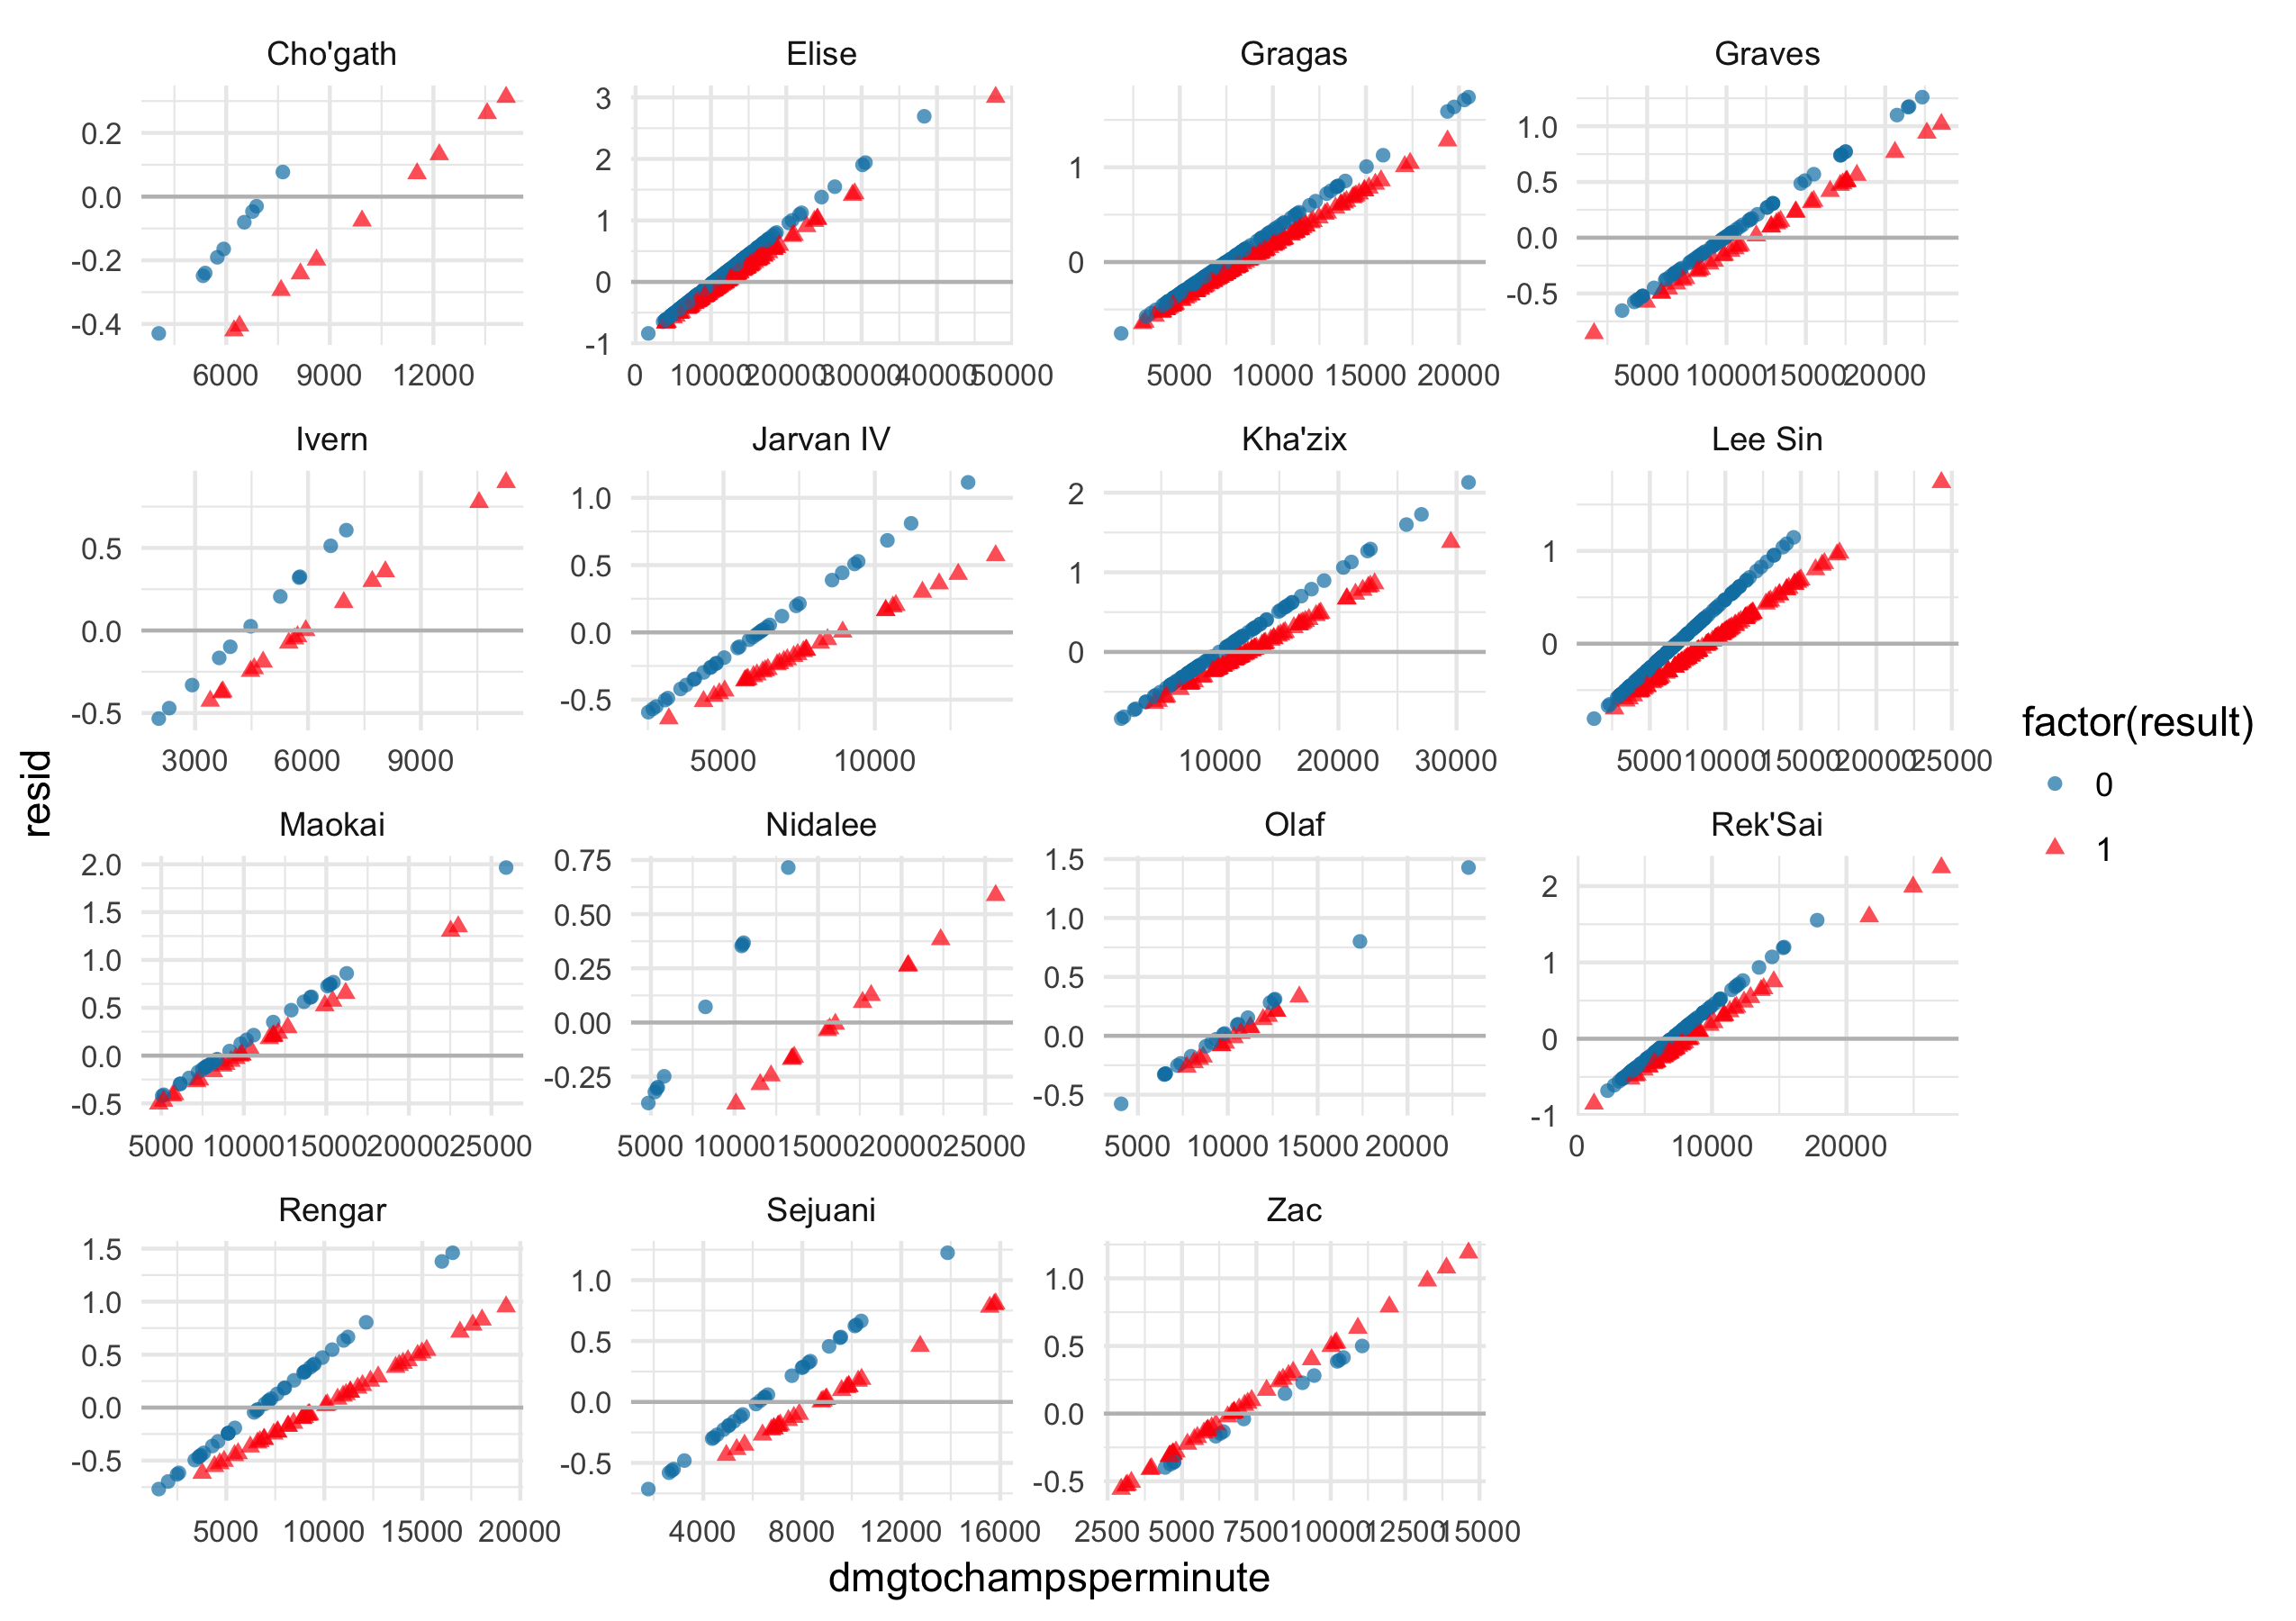 Cho'gath Elise Gragas Graves
0.2 0.0 -0.2 -0.4
6000 9000 12000
3 2 1 0 -1
0 10000 20000 30000 40000 50000
1 0
5000 10000 15000 20000
1.0 0.5 0.0 -0.5
5000 10000 15000 20000
Ivern Jarvan IV Kha'zix Lee Sin
0.5 0.0 -0.5
3000 6000 9000
1.0 0.5 0.0 -0.5
5000 10000
2 1 0
10000 20000 30000
1 0
5000 10000 15000 20000 25000
Maokai Nidalee Olaf Rek'Sai
2.0 1.5 1.0 0.5 0.0 -0.5
5000 10000 15000 20000 25000
0.75 0.50 0.25 0.00 -0.25
5000 10000 15000 20000 25000
1.5 1.0 0.5 0.0 -0.5
5000 10000 15000 20000
2 1 0 -1
0 10000 20000
Rengar Sejuani Zac
1.5 1.0 0.5 0.0 -0.5
5000 10000 15000 20000
1.0 0.5 0.0 -0.5
4000 8000 12000 16000
1.0 0.5 0.0 -0.5
2500 5000 7500 10000 12500 15000
resid
dmgtochampsperminute
factor(result)
0
1